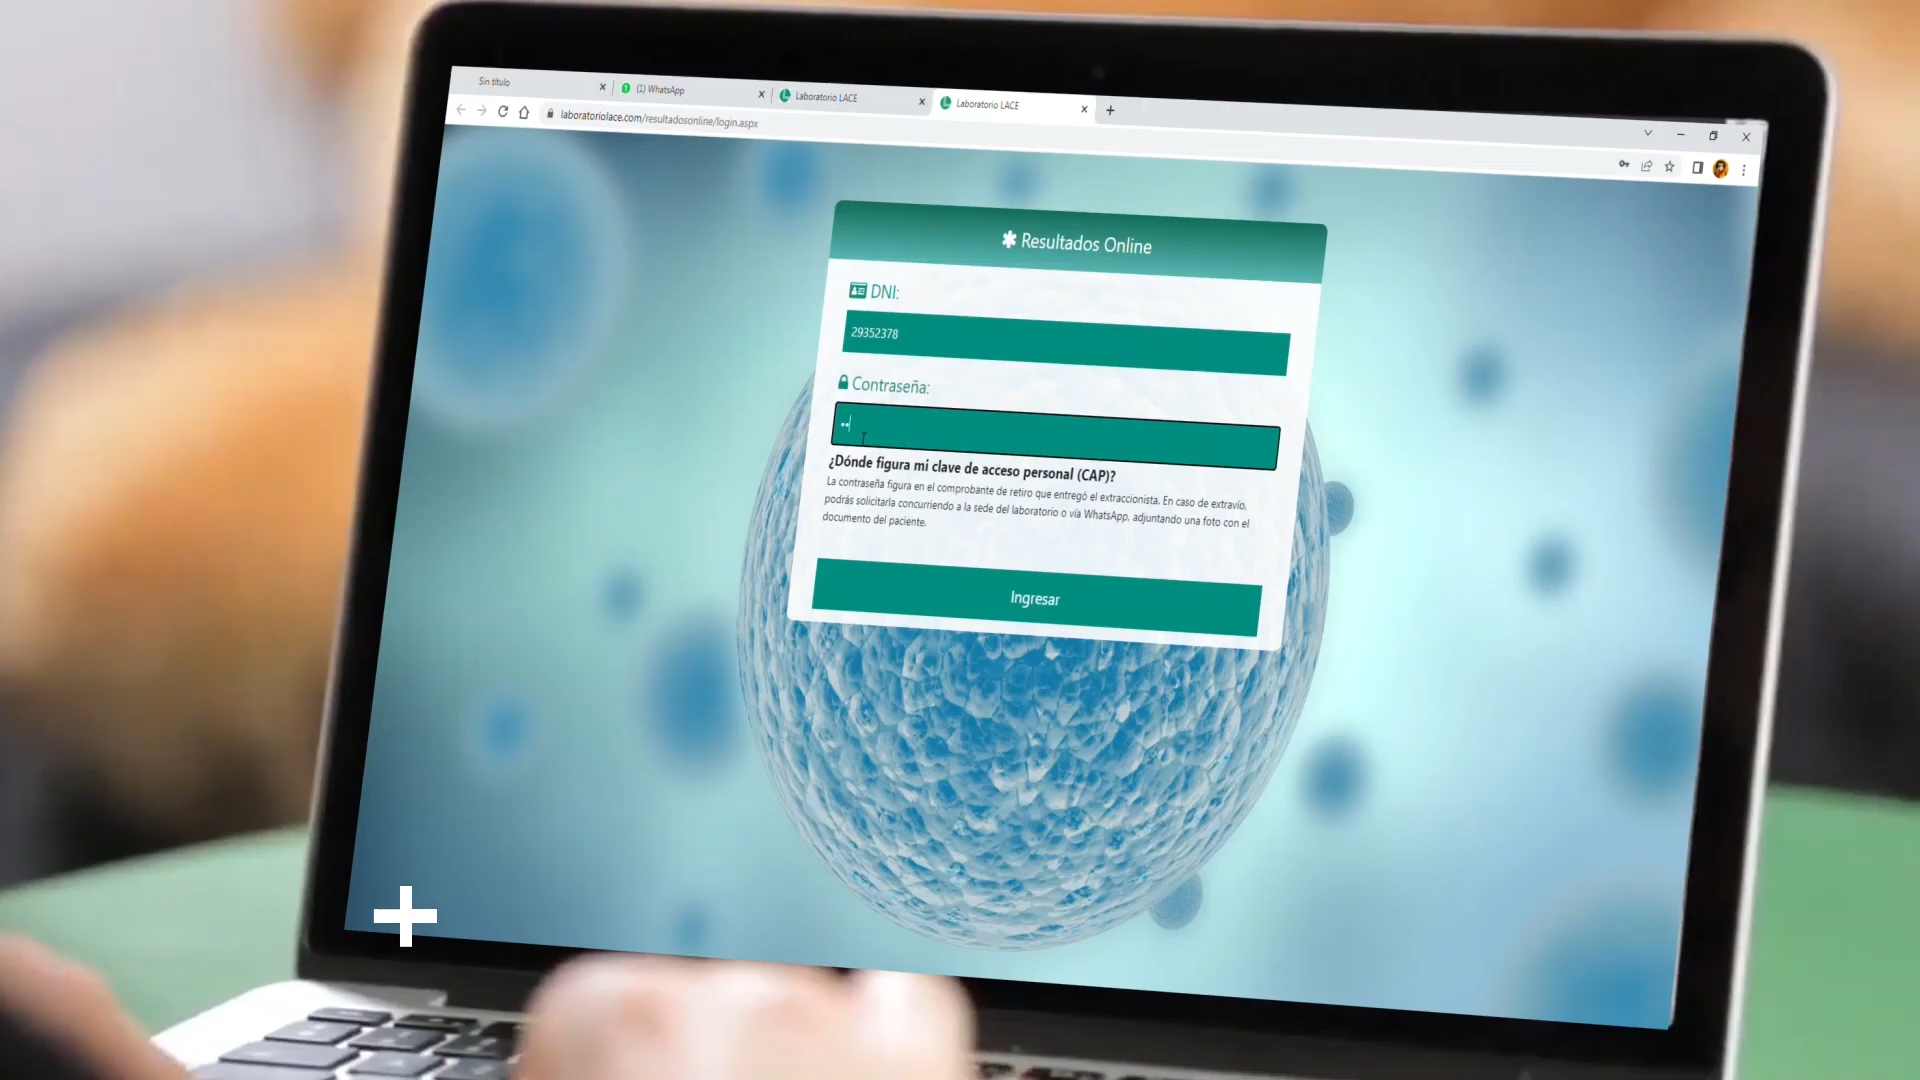 Sin título
(1) WhatsApp
Laboratorio LACE
Laboratorio LACE
laboratoriolace.com/resultadosonline/login.aspx
Resultados Online
DNI:
29352378
Contraseña:
¿Dónde figura mi clave de acceso personal (CAP)?
La contraseña figura en el comprobante de retiro que entregó el extraccionista. En caso de extravío,
podrás solicitarla concurriendo a la sede del laboratorio o vía WhatsApp, adjuntando una foto con el
documento del paciente.
Ingresar